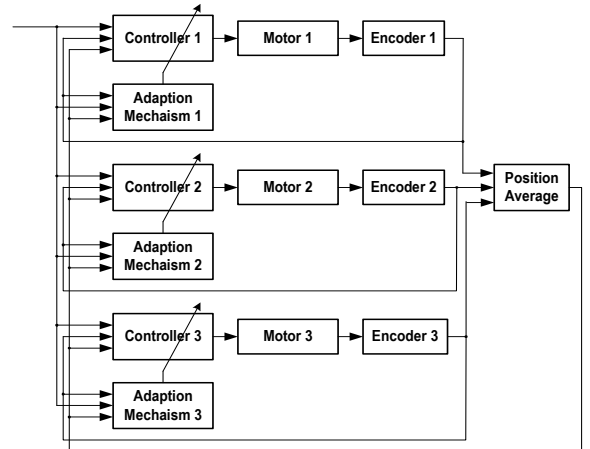 Controller 1
Motor 1
Encoder 1
Adaption
Mechaism 1
Controller 2
Motor 2
Encoder 2
Position
Average
Adaption
Mechaism 2
Controller 3
Motor 3
Encoder 3
Adaption
Mechaism 3